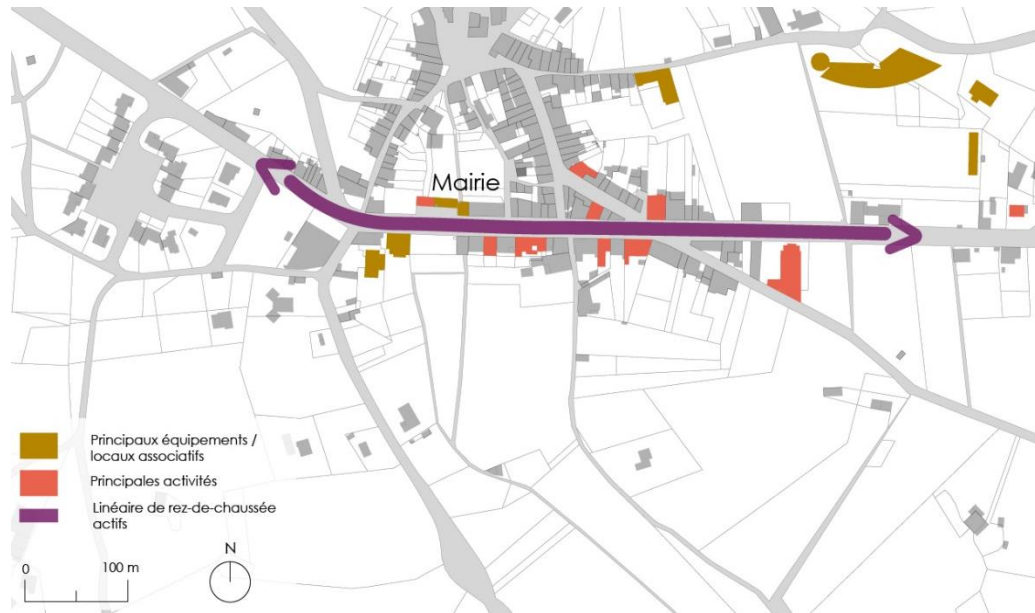 Mairie
Principaux équipements /
locaux associatifs
Principales activités
Linéaire de rez-de-chaussée
actifs
0 100 m
N